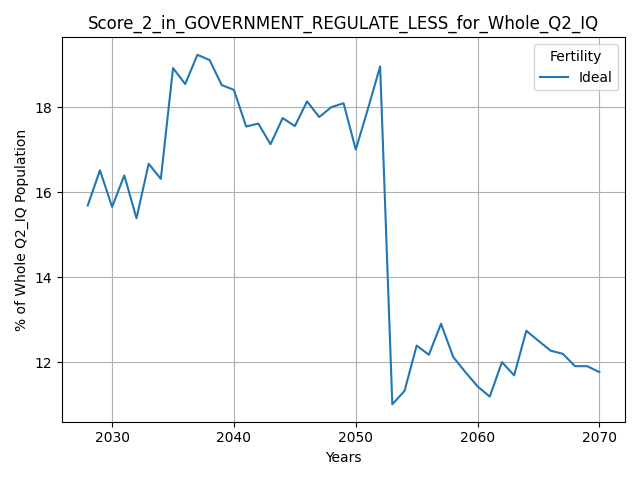 Score_2_in_GOVERNMENT_REGULATE_LESS_for_Whole_Q2_IQ
Fertility
Ideal
% of Whole Q2_IQ Population
18
16
14
12
2030 2040 2050 2060 2070
Years